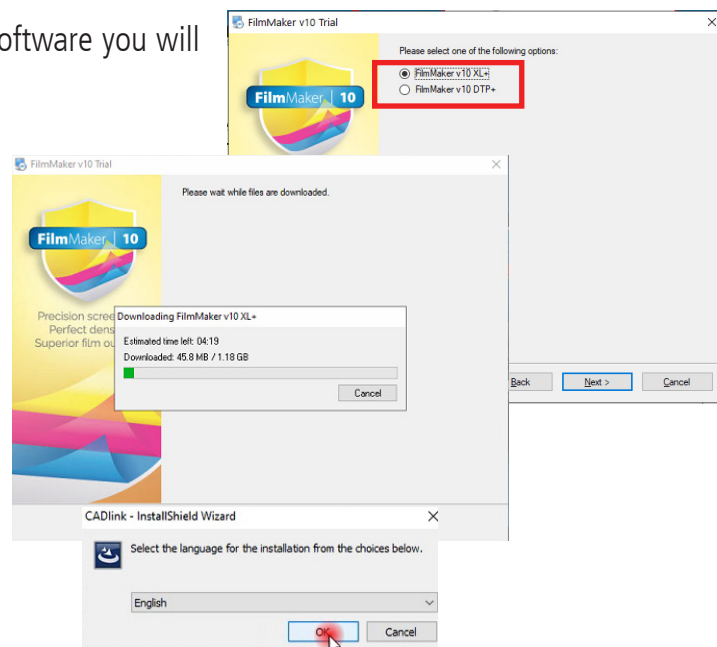 oftware you will
FilmMaker v10 Trial
Please select one of the following options:
FilmMaker v10 XL+
FilmMaker v10 DTP+
FilmMaker 10
Back
Next >
Cancel
FilmMaker v10 Trial
Please wait while files are downloaded.
FilmMaker 10
Precision scree
Perfect dens
Superior film ou
Downloading FilmMaker v10 XL+
Estimated time left: 04:19
Downloaded: 45.8 MB / 1.18 GB
Cancel
CADlink - InstallShield Wizard
Select the language for the installation from the choices below.
English
OK
Cancel